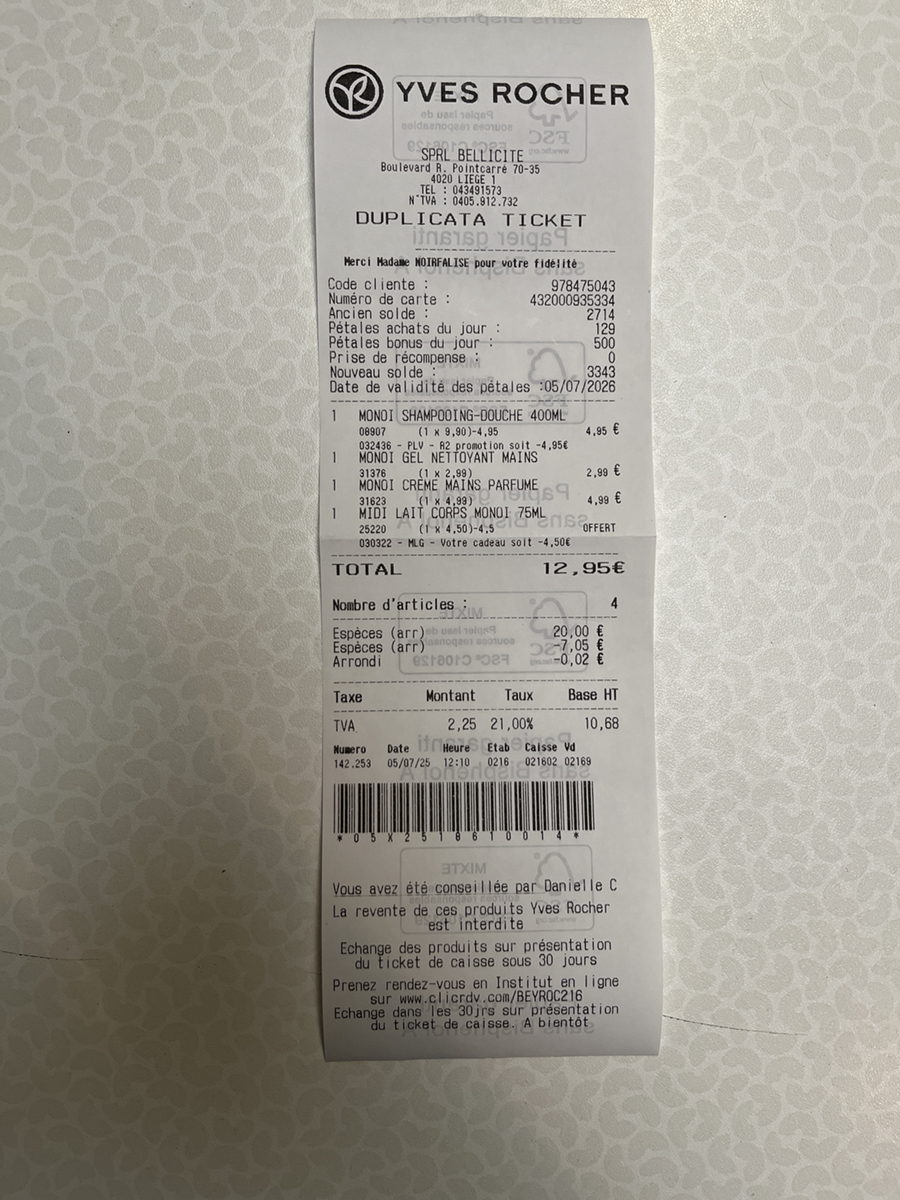 YVES ROCHER
SPRL BELLICITE
Boulevard R. Pointcarré 70-35
4020 LIEGE 1
TEL : 043491573
N°TVA : 0405.912.732
DUPLICATA TICKET
Merci Madame NOIRFALISE pour votre fidélité
Code cliente : 978475043
Numéro de carte : 432000935334
Ancien solde : 2714
Pétales achats du jour : 129
Pétales bonus du jour : 500
Prise de récompense : 0
Nouveau solde : 3343
Date de validité des pétales :05/07/2026
1 MONOI SHAMPOOING-DOUCHE 400ML
08907 (1 x 9,90)-4,95 4,95 €
032436 - PLV - R2 promotion soit -4,95€
1 MONOI GEL NETTOYANT MAINS
31376 (1 x 2,99) 2,99 €
1 MONOI CREME MAINS PARFUME
31623 (1 x 4,99) 4,99 €
1 MIDI LAIT CORPS MONOI 75ML
25220 (1 x 4,50)-4,5 OFFERT
030322 - MLG - Votre cadeau soit -4,50€
TOTAL 12,95€
Nombre d'articles : 4
Espèces (arr) 20,00 €
Espèces (arr) -7,05 €
Arrondi -0,02 €
Taxe Montant Taux Base HT
TVA 2,25 21,00% 10,68
Numero Date Heure Etab Caisse Vd
142.253 05/07/25 12:10 0216 021602 02169
*05X2518610014*
Vous avez été conseillée par Danielle C
La revente de ces produits Yves Rocher
est interdite
Echange des produits sur présentation
du ticket de caisse sous 30 jours
Prenez rendez-vous en Institut en ligne
sur www.clicrdv.com/BEYROC216
Echange dans les 30jrs sur présentation
du ticket de caisse. A bientôt